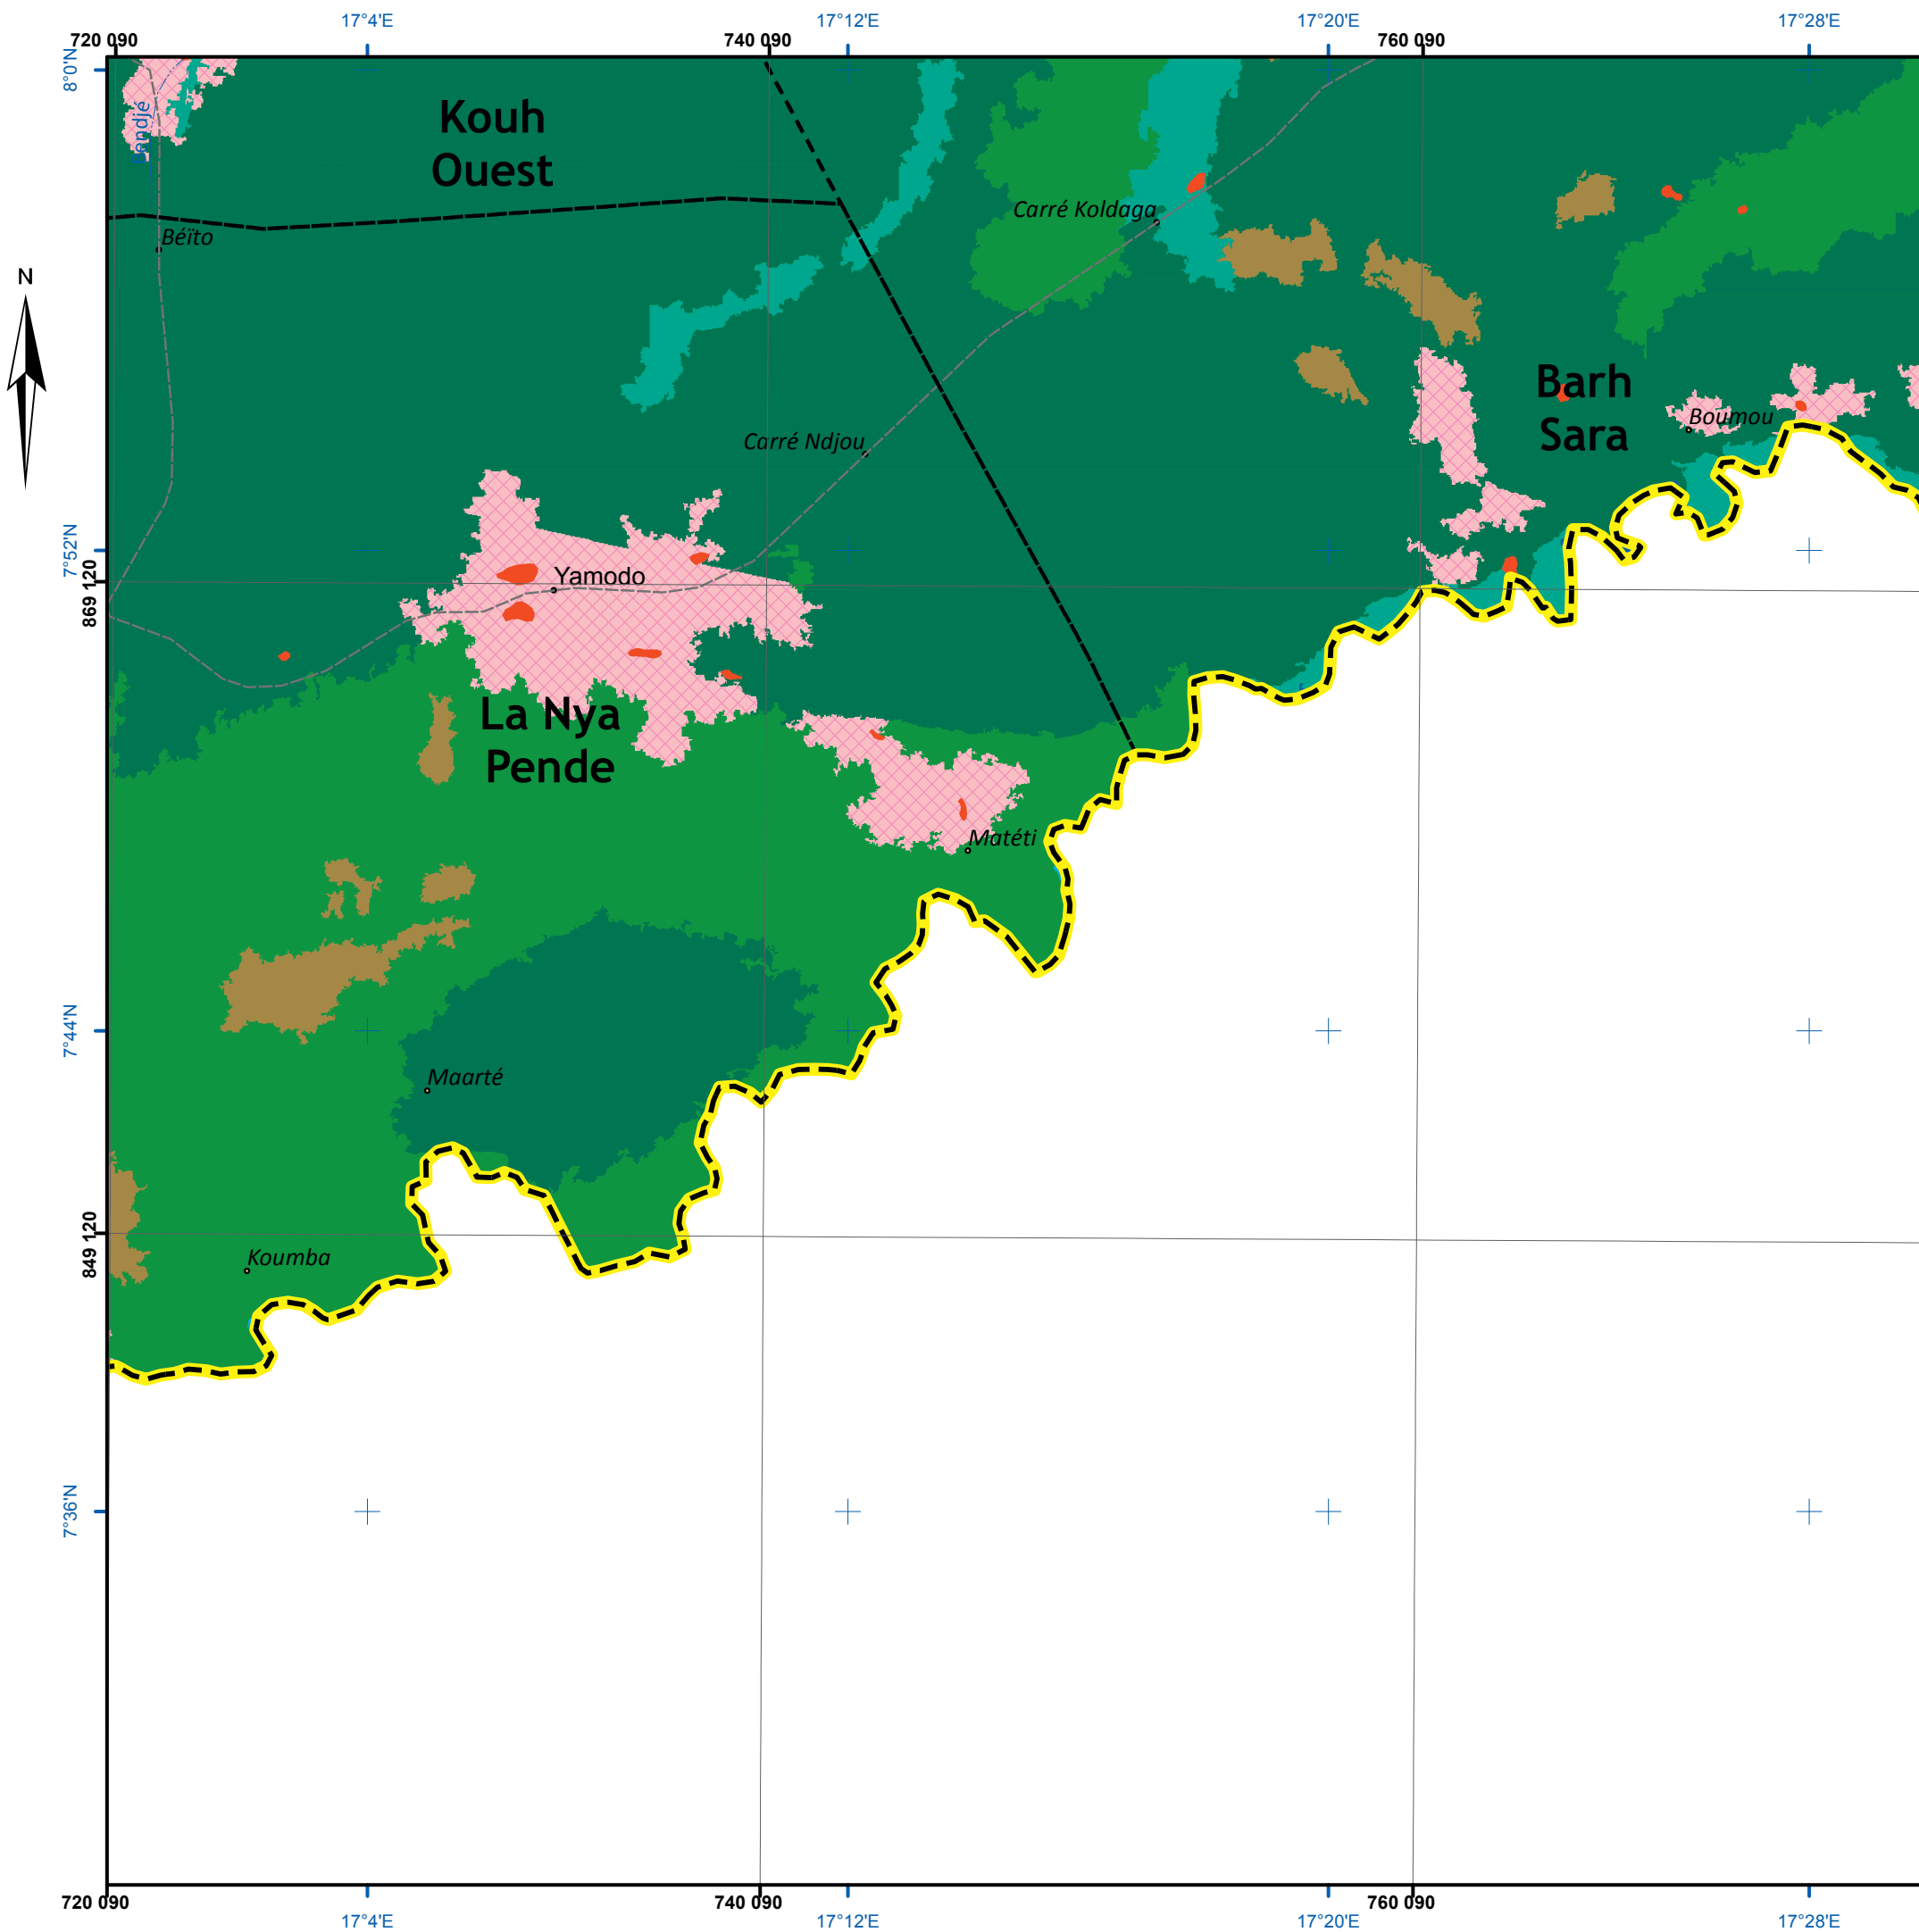 17°4'E
17°12'E
17°20'E
17°28'E
720 090
740 090
760 090
8°0'N
Bendjé
Kouh
Ouest
Carré Koldaga
Béïto
N
Barh
Sara
Boumou
Carré Ndjou
7°52'N
869 120
Yamodo
La Nya
Pende
Matéti
7°44'N
Maarté
849 120
Koumba
7°36'N
720 090
740 090
760 090
17°4'E
17°12'E
17°20'E
17°28'E